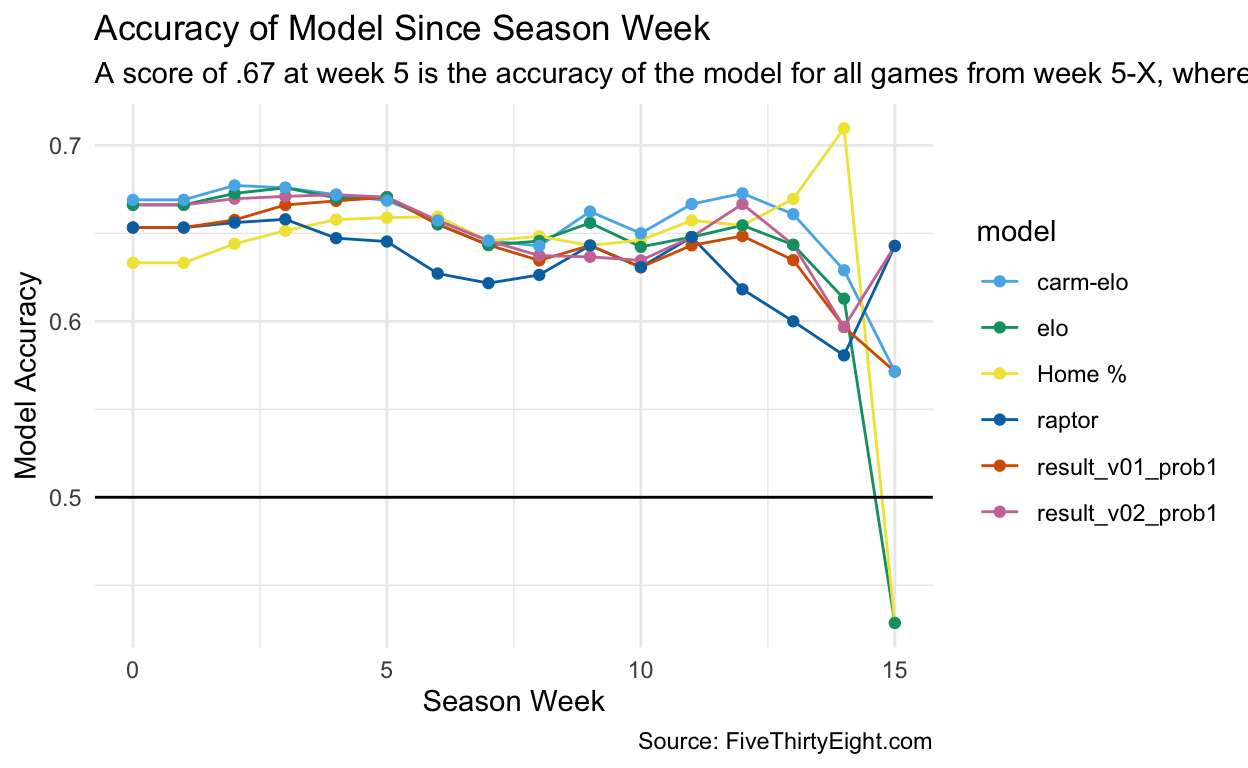 Accuracy of Model Since Season Week
A score of .67 at week 5 is the accuracy of the model for all games from week 5-X, where
0.7
0.6
0.5
Model Accuracy
0 5 10 15
Season Week
model
carm-elo
elo
Home %
raptor
result_v01_prob1
result_v02_prob1
Source: FiveThirtyEight.com